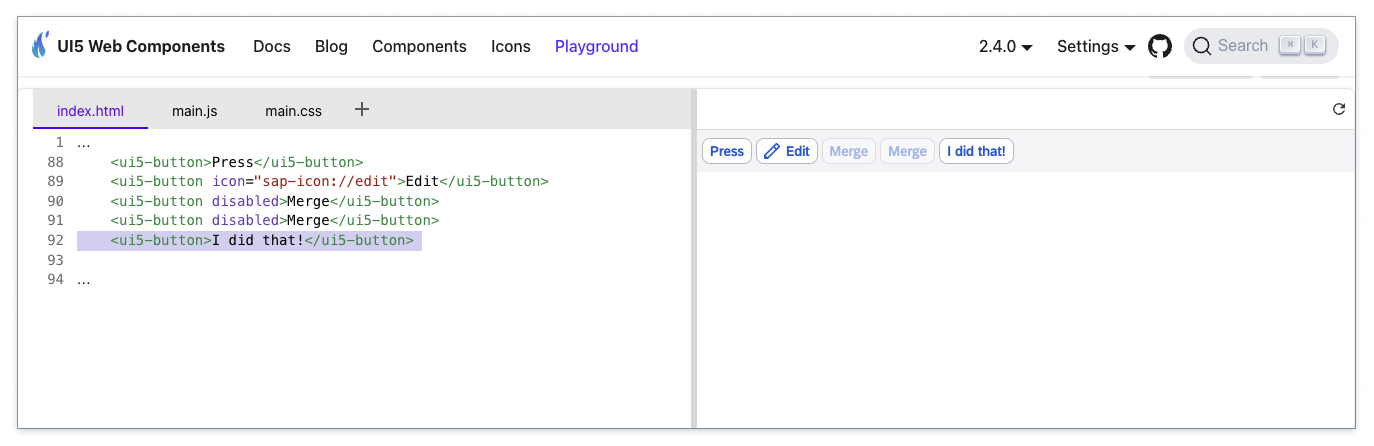 UI5 Web Components Docs Blog Components Icons Playground 2.4.0 Settings Search ⌘ K
index.html main.js main.css +
1 ...
88 <ui5-button>Press</ui5-button>
89 <ui5-button icon="sap-icon://edit">Edit</ui5-button>
90 <ui5-button disabled>Merge</ui5-button>
91 <ui5-button disabled>Merge</ui5-button>
92 <ui5-button>I did that!</ui5-button>
93
94 ...
Press Edit Merge Merge I did that!